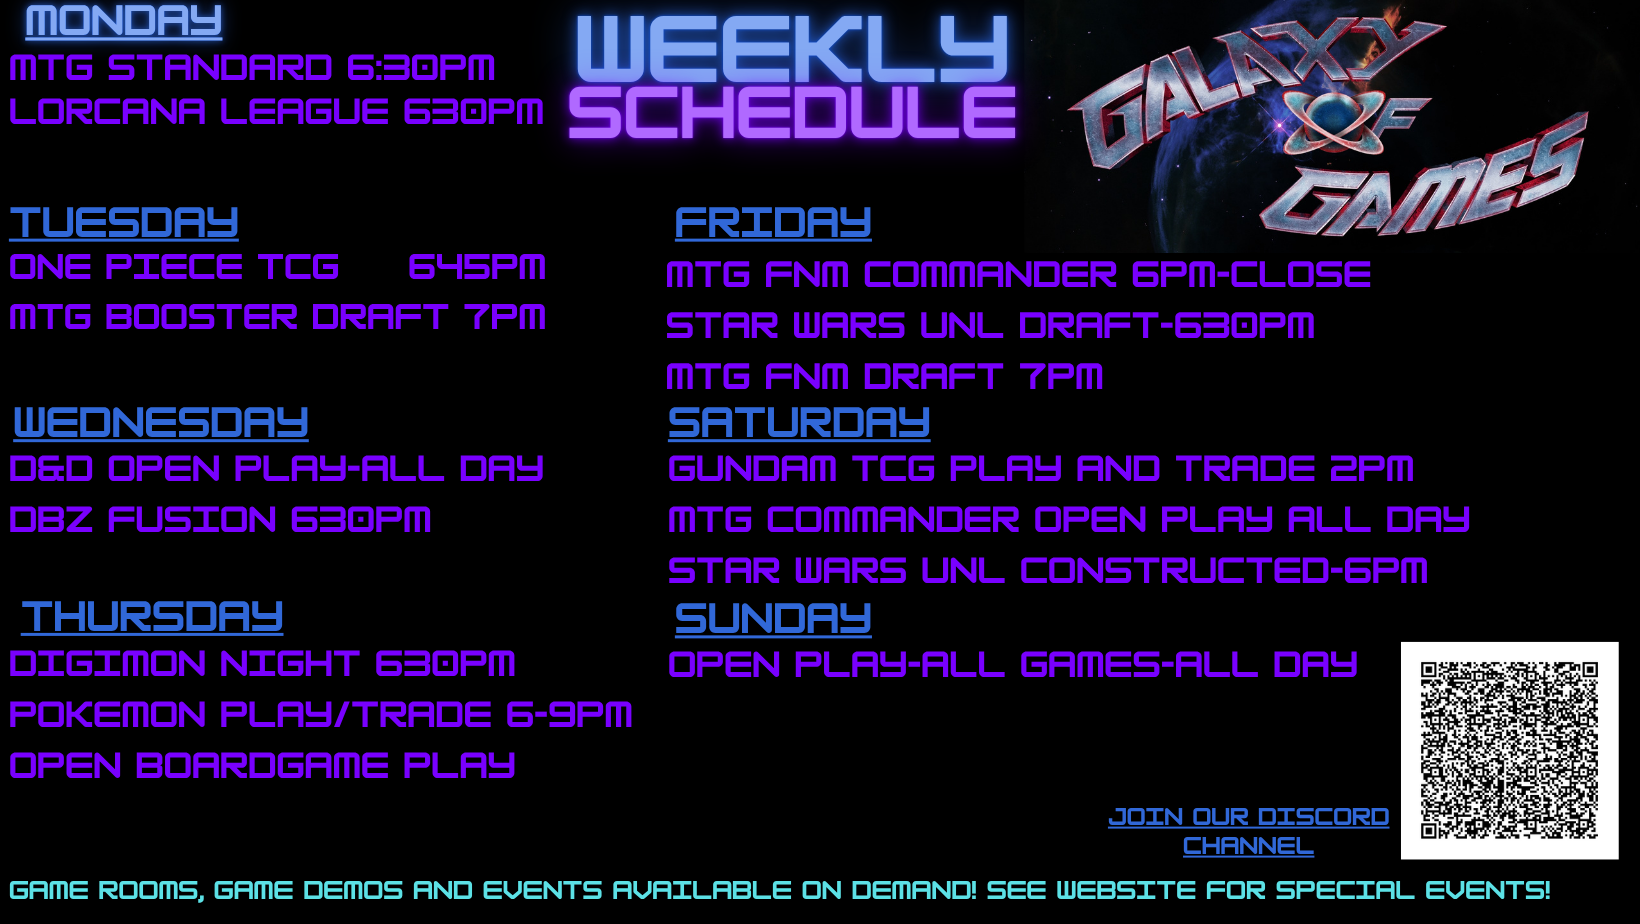 MONDAY
MTG STANDARD 6:30PM
LORCANA LEAGUE 630PM
WEEKLY
SCHEDULE
GALAXY
OF
GAMES
TUESDAY
ONE PIECE TCG 645PM
MTG BOOSTER DRAFT 7PM
WEDNESDAY
D&D OPEN PLAY-ALL DAY
DBZ FUSION 630PM
THURSDAY
DIGIMON NIGHT 630PM
POKEMON PLAY/TRADE 6-9PM
OPEN BOARDGAME PLAY
FRIDAY
MTG FNM COMMANDER 6PM-CLOSE
STAR WARS UNL DRAFT-630PM
MTG FNM DRAFT 7PM
SATURDAY
GUNDAM TCG PLAY AND TRADE 2PM
MTG COMMANDER OPEN PLAY ALL DAY
STAR WARS UNL CONSTRUCTED-6PM
SUNDAY
OPEN PLAY-ALL GAMES-ALL DAY
JOIN OUR DISCORD
CHANNEL
GAME ROOMS, GAME DEMOS AND EVENTS AVAILABLE ON DEMAND! SEE WEBSITE FOR SPECIAL EVENTS!